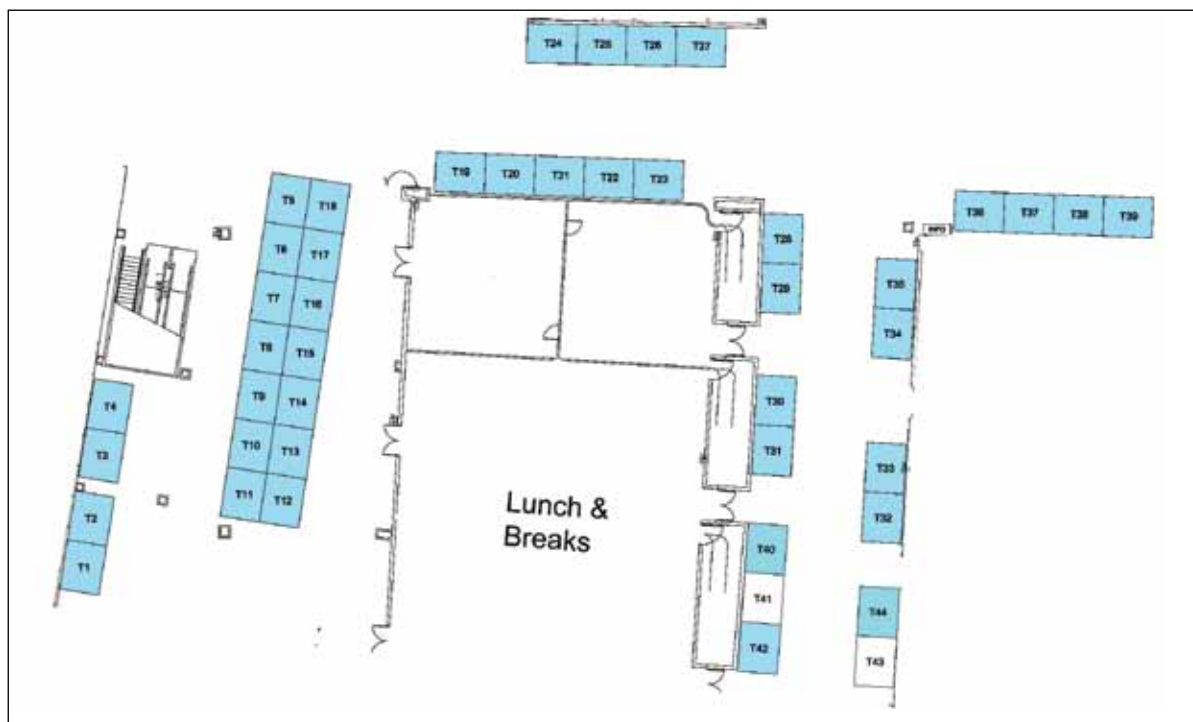 T24 T25 T26 T27
T19 T20 T21 T22 T23
T5 T18
T6 T17
T7 T16
T8 T15
T9 T14
T10 T13
T11 T12
T4
T3
T2
T1
T28
T29
T30
T31
Lunch &
Breaks
T40
T41
T42
INFO
T36 T37 T38 T39
T35
T34
T33
T32
T44
T43